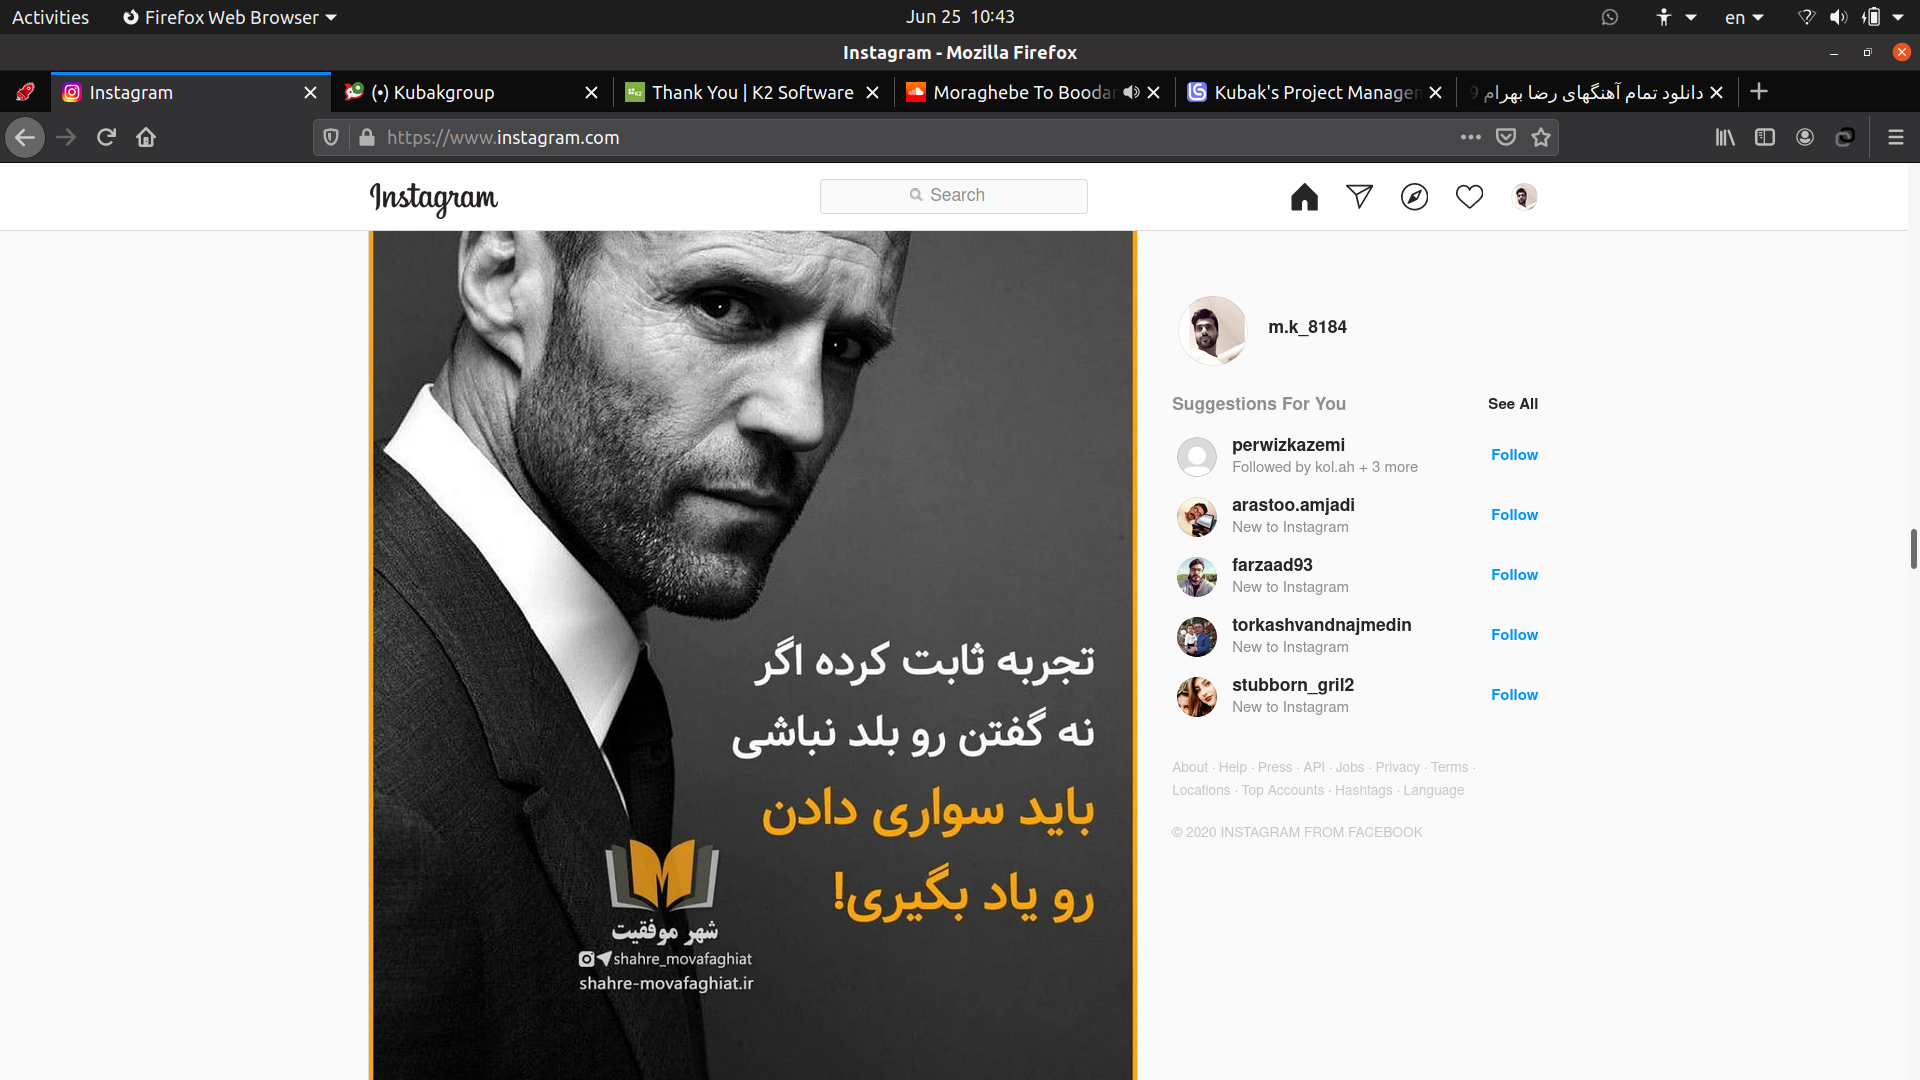 Activities
Firefox Web Browser
Jun 25 10:43
en
Instagram - Mozilla Firefox
Instagram
(•) Kubakgroup
Thank You | K2 Software
Moraghebe To Boodan
Kubak's Project Manager
دانلود تمام آهنگهای رضا بهرام 9
https://www.instagram.com
Instagram
Search
m.k_8184
Suggestions For You
See All
perwizkazemi
Followed by kol.ah + 3 more
Follow
arastoo.amjadi
New to Instagram
Follow
farzaad93
New to Instagram
Follow
torkashvandnajmedin
New to Instagram
Follow
stubborn_gril2
New to Instagram
Follow
About · Help · Press · API · Jobs · Privacy · Terms ·
Locations · Top Accounts · Hashtags · Language
© 2020 INSTAGRAM FROM FACEBOOK
تجربه ثابت کرده اگر
نه گفتن رو بلد نباشی
باید سواری دادن
رو یاد بگیری!
شهر موفقیت
shahre_movafaghiat
shahre-movafaghiat.ir